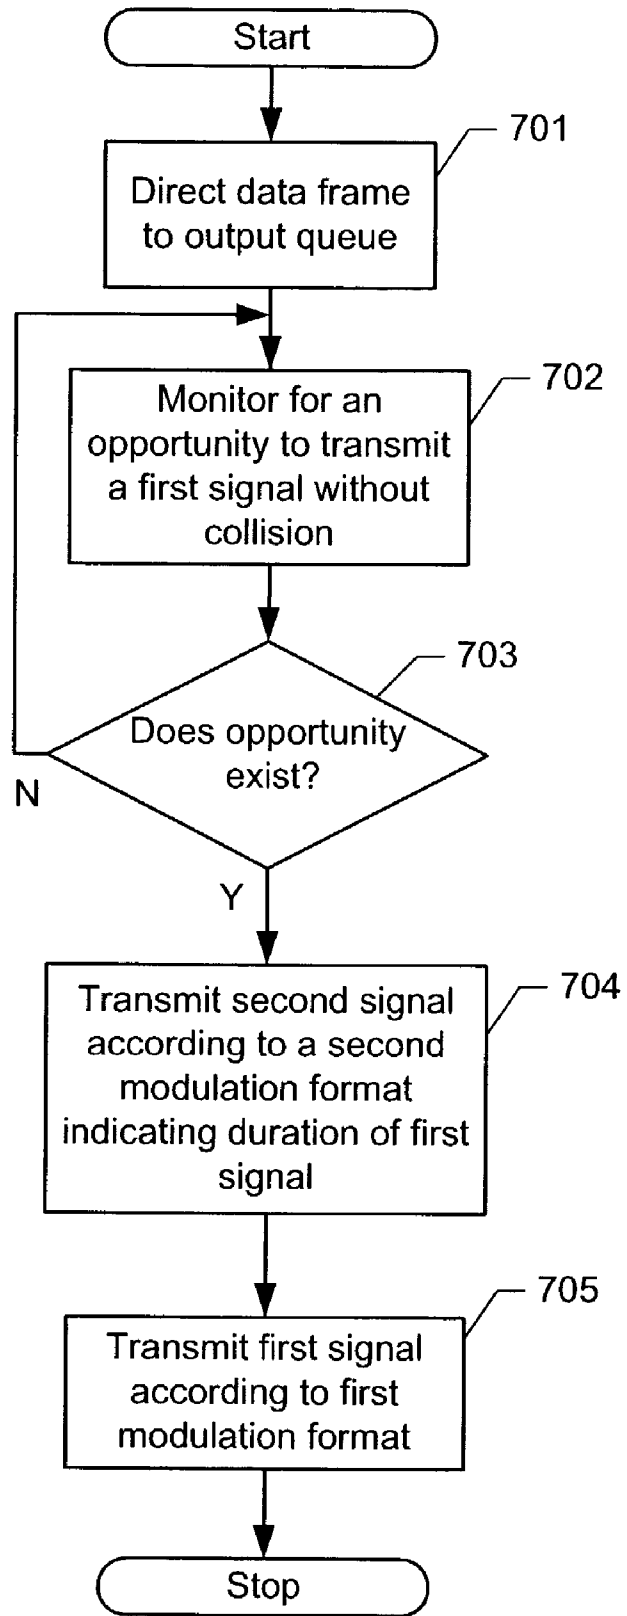 Start
701
Direct data frame
to output queue
702
Monitor for an
opportunity to transmit
a first signal without
collision
703
Does opportunity
exist?
N
Y
704
Transmit second signal
according to a second
modulation format
indicating duration of first
signal
705
Transmit first signal
according to first
modulation format
Stop